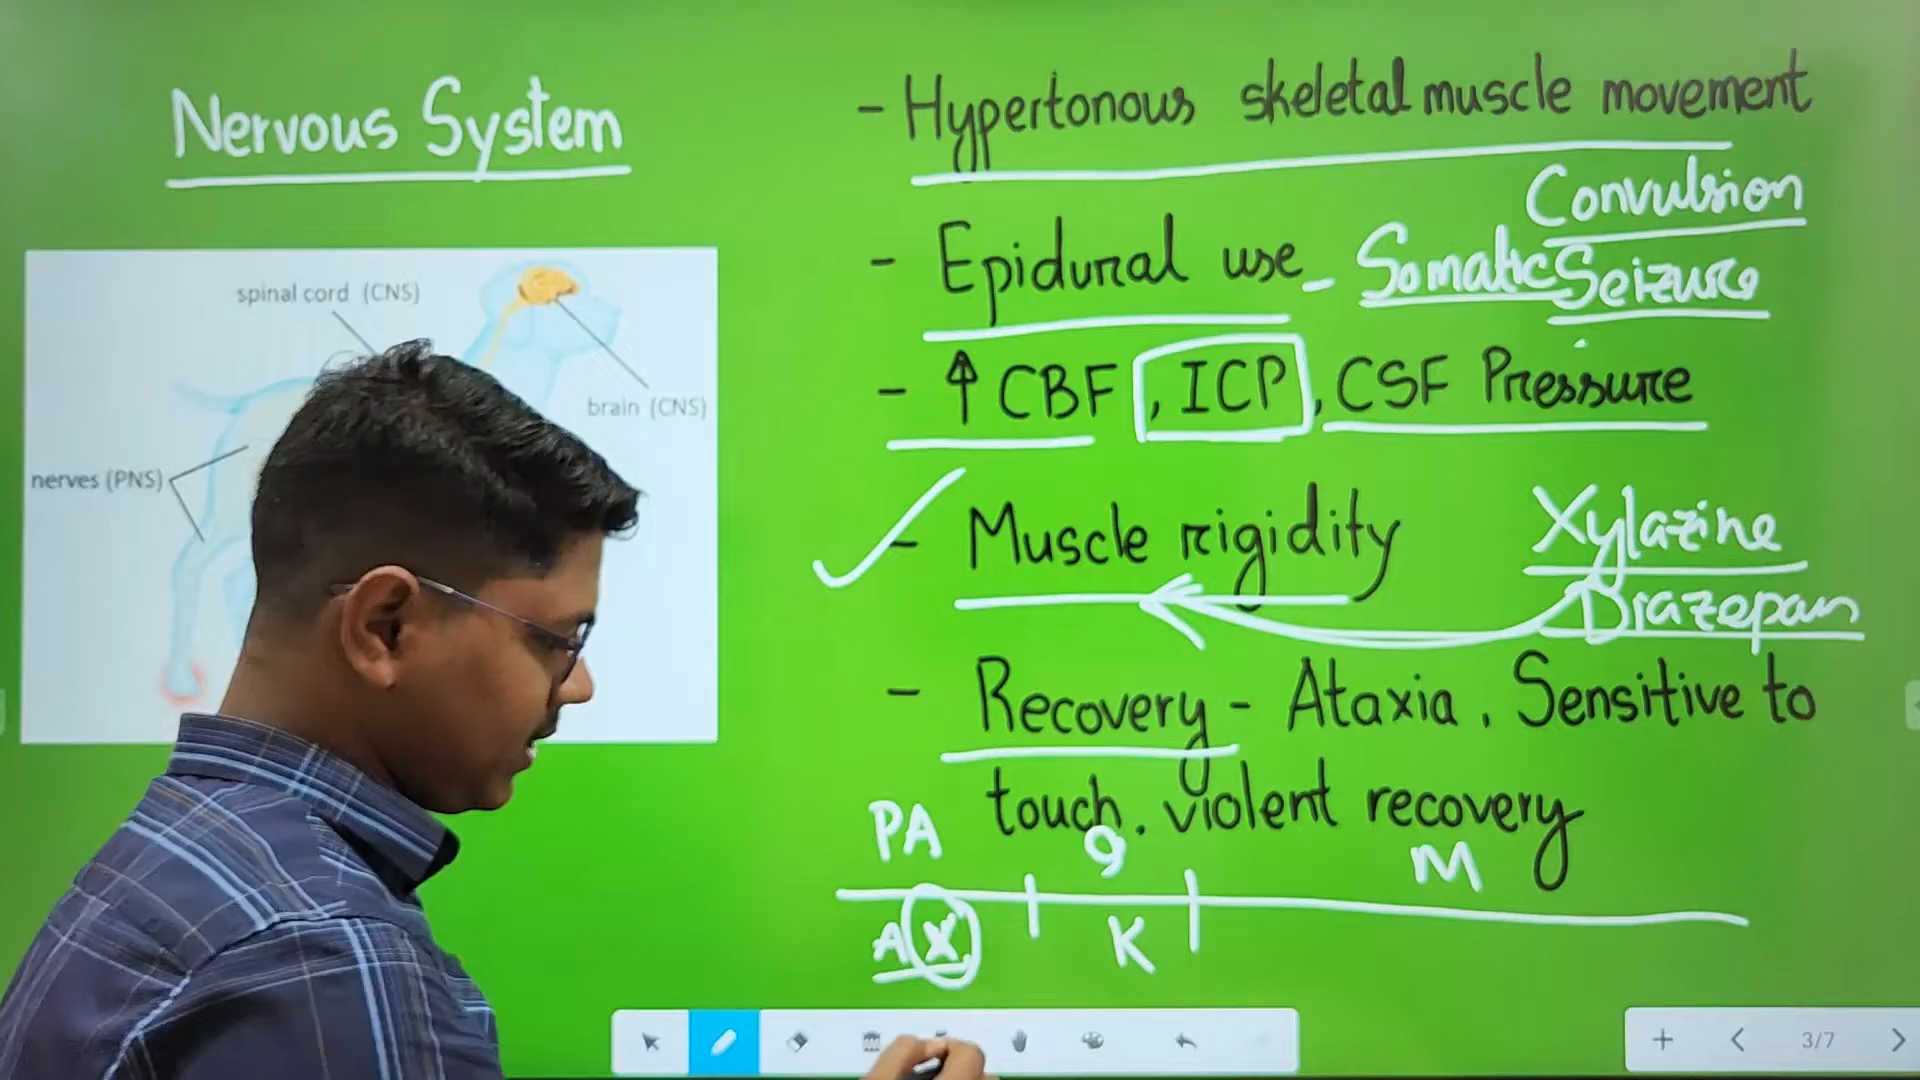 Nervous System
spinal cord (CNS)
brain (CNS)
nerves (PNS)
- Hypertonous skeletal muscle movement
Convulsion
- Epidural use - Somatic Seizure
- ↑ CBF, ICP, CSF Pressure
- Muscle rigidity
Xylazine
Diazepam
- Recovery - Ataxia, Sensitive to
touch, violent recovery
PA 9 M
A X K
3/7